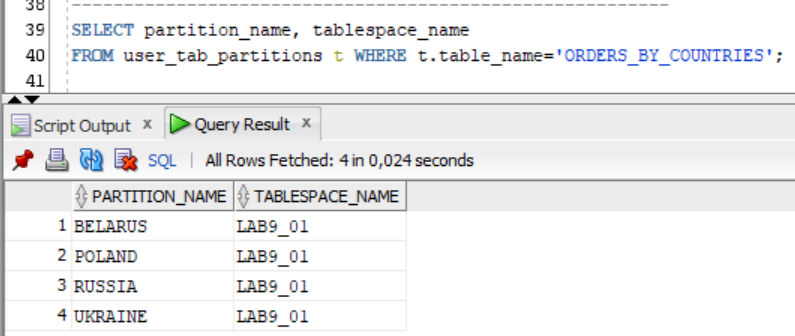 38 ------------------------------------------------------------
39 SELECT partition_name, tablespace_name
40 FROM user_tab_partitions t WHERE t.table_name='ORDERS_BY_COUNTRIES';
41
Script Output x Query Result x
SQL | All Rows Fetched: 4 in 0,024 seconds
PARTITION_NAME TABLESPACE_NAME
1 BELARUS LAB9_01
2 POLAND LAB9_01
3 RUSSIA LAB9_01
4 UKRAINE LAB9_01